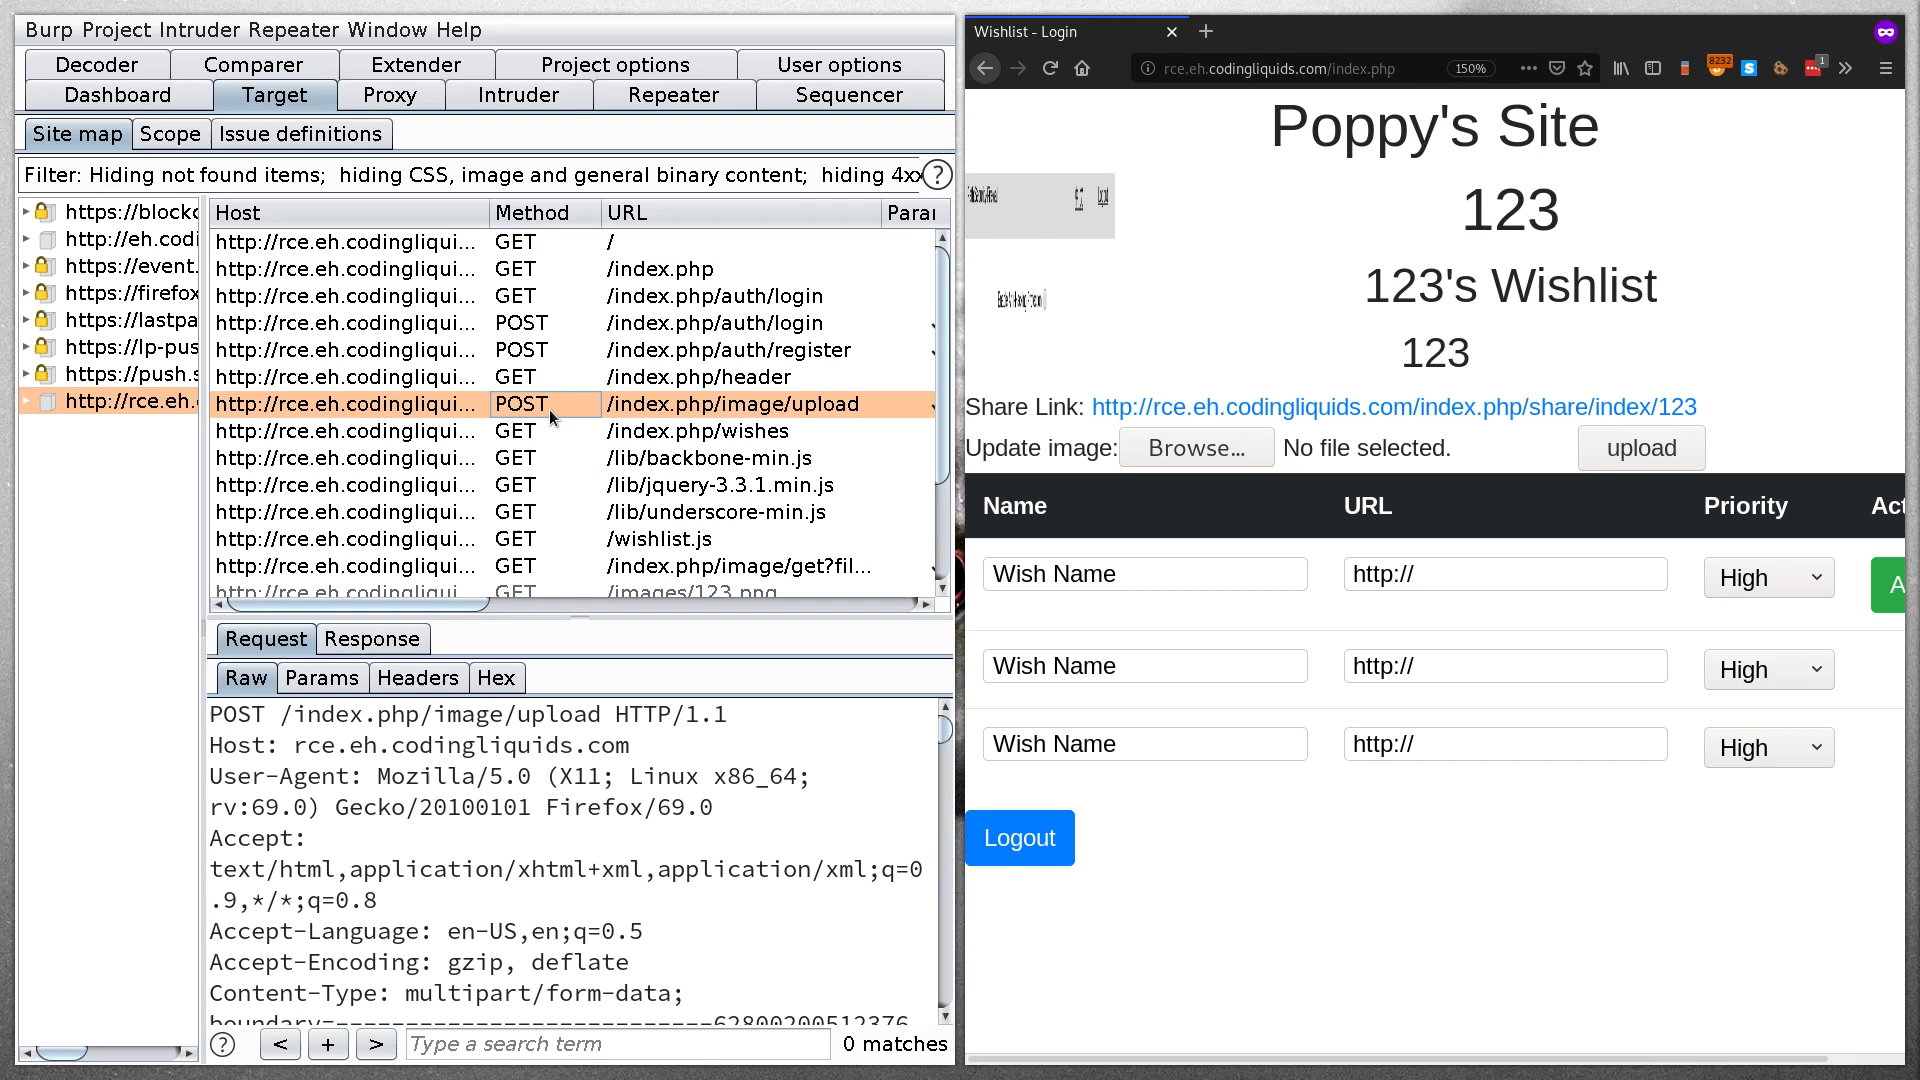 Burp Project Intruder Repeater Window Help
Decoder Comparer Extender Project options User options
Dashboard Target Proxy Intruder Repeater Sequencer
Site map Scope Issue definitions
Filter: Hiding not found items; hiding CSS, image and general binary content; hiding 4xx ?
https://blockc
http://eh.codi
https://event.
https://firefox
https://lastpa
https://lp-pus
https://push.s
http://rce.eh.
Host Method URL Parar
http://rce.eh.codingliqui... GET /
http://rce.eh.codingliqui... GET /index.php
http://rce.eh.codingliqui... GET /index.php/auth/login
http://rce.eh.codingliqui... POST /index.php/auth/login
http://rce.eh.codingliqui... POST /index.php/auth/register
http://rce.eh.codingliqui... GET /index.php/header
http://rce.eh.codingliqui... POST /index.php/image/upload
http://rce.eh.codingliqui... GET /index.php/wishes
http://rce.eh.codingliqui... GET /lib/backbone-min.js
http://rce.eh.codingliqui... GET /lib/jquery-3.3.1.min.js
http://rce.eh.codingliqui... GET /lib/underscore-min.js
http://rce.eh.codingliqui... GET /wishlist.js
http://rce.eh.codingliqui... GET /index.php/image/get?fil...
http://rce.eh.codingliqui... GET /images/123.png
Request Response
Raw Params Headers Hex
POST /index.php/image/upload HTTP/1.1
Host: rce.eh.codingliquids.com
User-Agent: Mozilla/5.0 (X11; Linux x86_64;
rv:69.0) Gecko/20100101 Firefox/69.0
Accept:
text/html,application/xhtml+xml,application/xml;q=0
.9,*/*;q=0.8
Accept-Language: en-US,en;q=0.5
Accept-Encoding: gzip, deflate
Content-Type: multipart/form-data;
boundary=---------------------------62800200512376
? < + > Type a search term 0 matches
Wishlist - Login
rce.eh.codingliquids.com/index.php 150% 8232 1
Poppy's Site
123
123's Wishlist
123
Share Link: http://rce.eh.codingliquids.com/index.php/share/index/123
Update image: Browse... No file selected. upload
Name URL Priority Act
Wish Name http:// High A
Wish Name http:// High
Wish Name http:// High
Logout